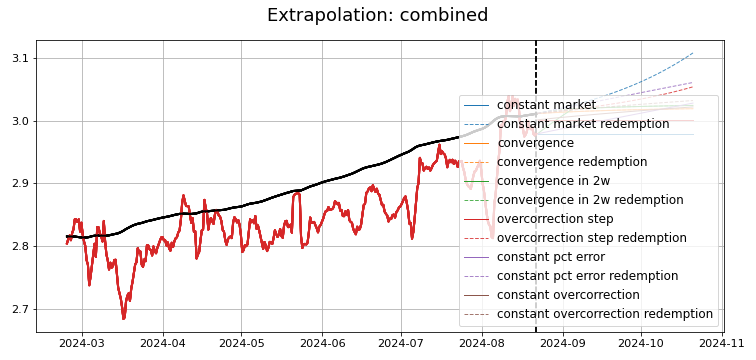 Extrapolation: combined
3.1
3.0
2.9
2.8
2.7
constant market
constant market redemption
convergence
convergence redemption
convergence in 2w
convergence in 2w redemption
overcorrection step
overcorrection step redemption
constant pct error
constant pct error redemption
constant overcorrection
constant overcorrection redemption
2024-03 2024-04 2024-05 2024-06 2024-07 2024-08 2024-09 2024-10 2024-11